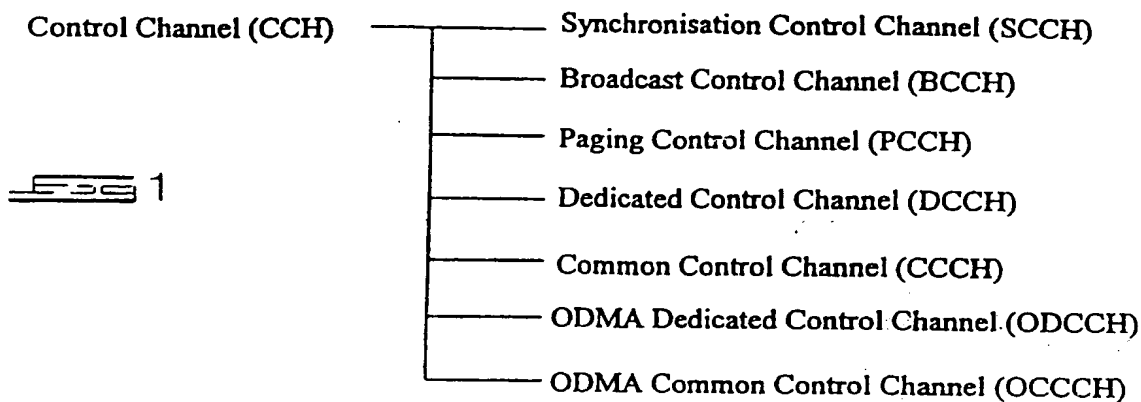 Control Channel (CCH)
Synchronisation Control Channel (SCCH)
Broadcast Control Channel (BCCH)
Paging Control Channel (PCCH)
1
Dedicated Control Channel (DCCH)
Common Control Channel (CCCH)
ODMA Dedicated Control Channel (ODCCH)
ODMA Common Control Channel (OCCCH)